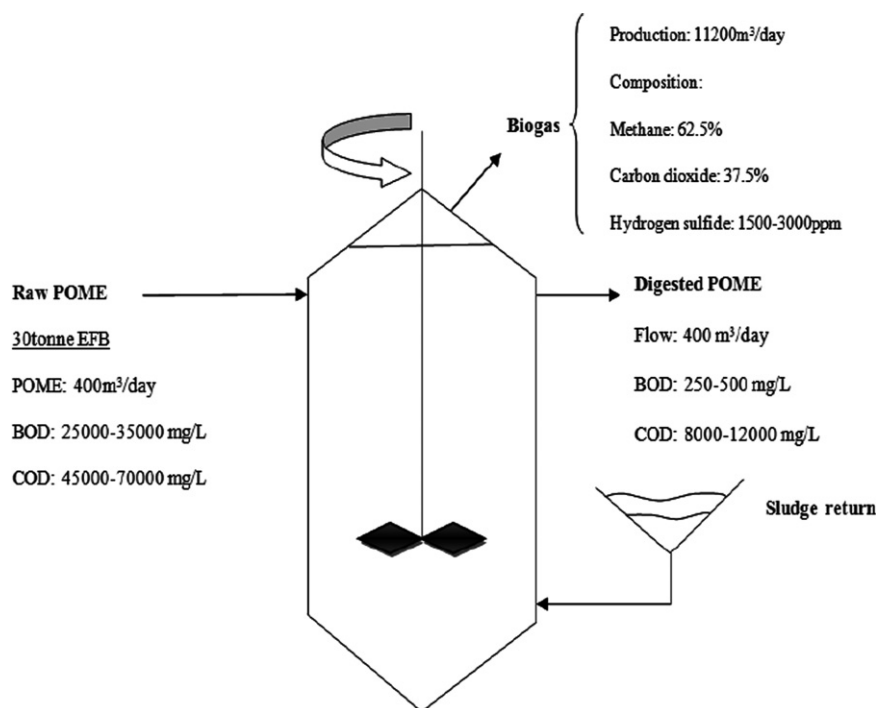 Production: 11200m³/day
Composition:
Biogas
Methane: 62.5%
Carbon dioxide: 37.5%
Hydrogen sulfide: 1500-3000ppm
Raw POME
30tonne EFB
POME: 400m³/day
BOD: 25000-35000 mg/L
COD: 45000-70000 mg/L
Digested POME
Flow: 400 m³/day
BOD: 250-500 mg/L
COD: 8000-12000 mg/L
Sludge return